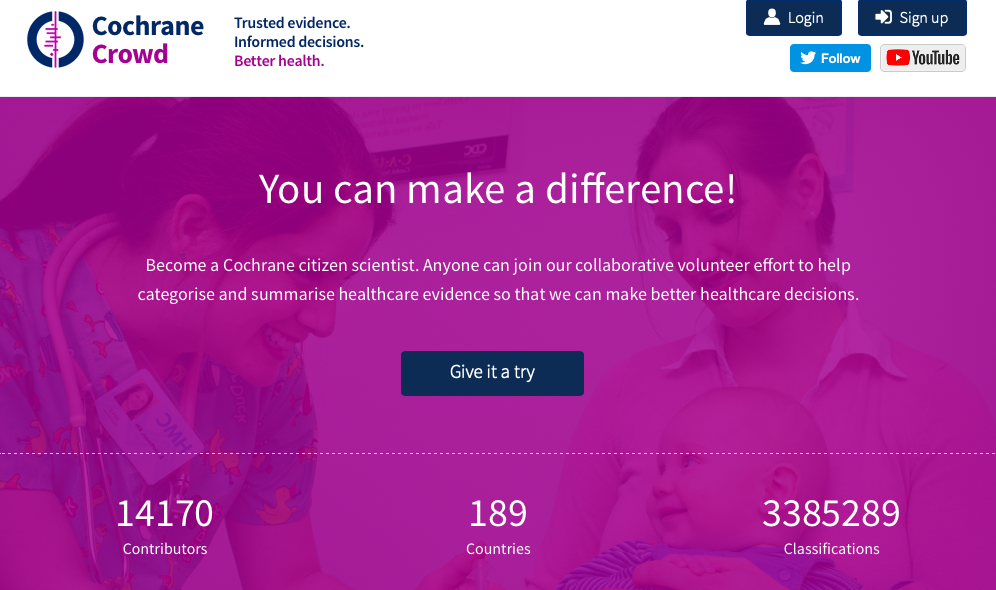 Cochrane
Crowd
Trusted evidence.
Informed decisions.
Better health.
Login
Sign up
Follow
YouTube
You can make a difference!
Become a Cochrane citizen scientist. Anyone can join our collaborative volunteer effort to help
categorise and summarise healthcare evidence so that we can make better healthcare decisions.
Give it a try
14170
Contributors
189
Countries
3385289
Classifications